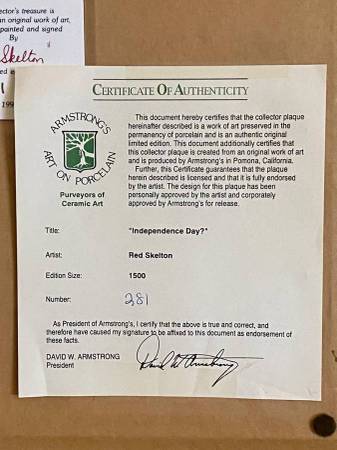 ector's treasure is
an original work of art,
painted and signed
By
Skelton
ed
199
CERTIFICATE OF AUTHENTICITY
ARMSTRONG'S
ART ON PORCELAIN
Purveyors of
Ceramic Art
This document hereby certifies that the collector plaque
hereinafter described is a work of art preserved in the
permanency of porcelain and is an authentic original
limited edition. This document additionally certifies that
this collector plaque is created from an original work of art
and is produced by Armstrong's in Pomona, California.
Further, this Certificate guarantees that the plaque
herein described is licensed and that it is fully endorsed
by the artist. The design for this plaque has been
personally approved by the artist and corporately
approved by Armstrong's for release.
Title: "Independence Day?"
Artist: Red Skelton
Edition Size: 1500
Number: 281
As President of Armstrong's, I certify that the above is true and correct, and
therefore have caused my signature to be affixed to this document as endorsement of
these facts.
DAVID W. ARMSTRONG
President
David W Armstrong